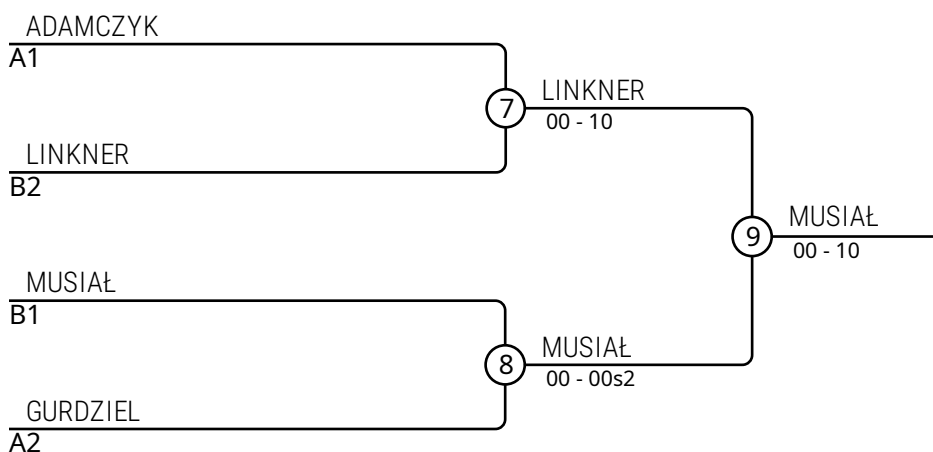 ADAMCZYK
A1
7
LINKNER
00 - 10
LINKNER
B2
9
MUSIAŁ
00 - 10
MUSIAŁ
B1
8
MUSIAŁ
00 - 00s2
GURDZIEL
A2